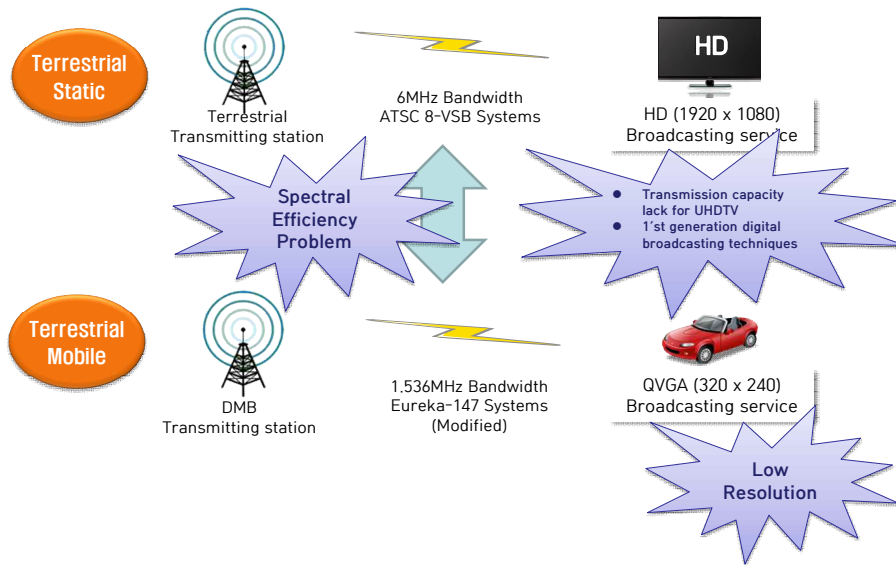 Terrestrial
Static
HD
Terrestrial
Transmitting station
6MHz Bandwidth
ATSC 8-VSB Systems
HD (1920 x 1080)
Broadcasting service
Spectral
Efficiency
Problem
● Transmission capacity
lack for UHDTV
● 1´st generation digital
broadcasting techniques
Terrestrial
Mobile
DMB
Transmitting station
1.536MHz Bandwidth
Eureka-147 Systems
(Modified)
QVGA (320 x 240)
Broadcasting service
Low
Resolution